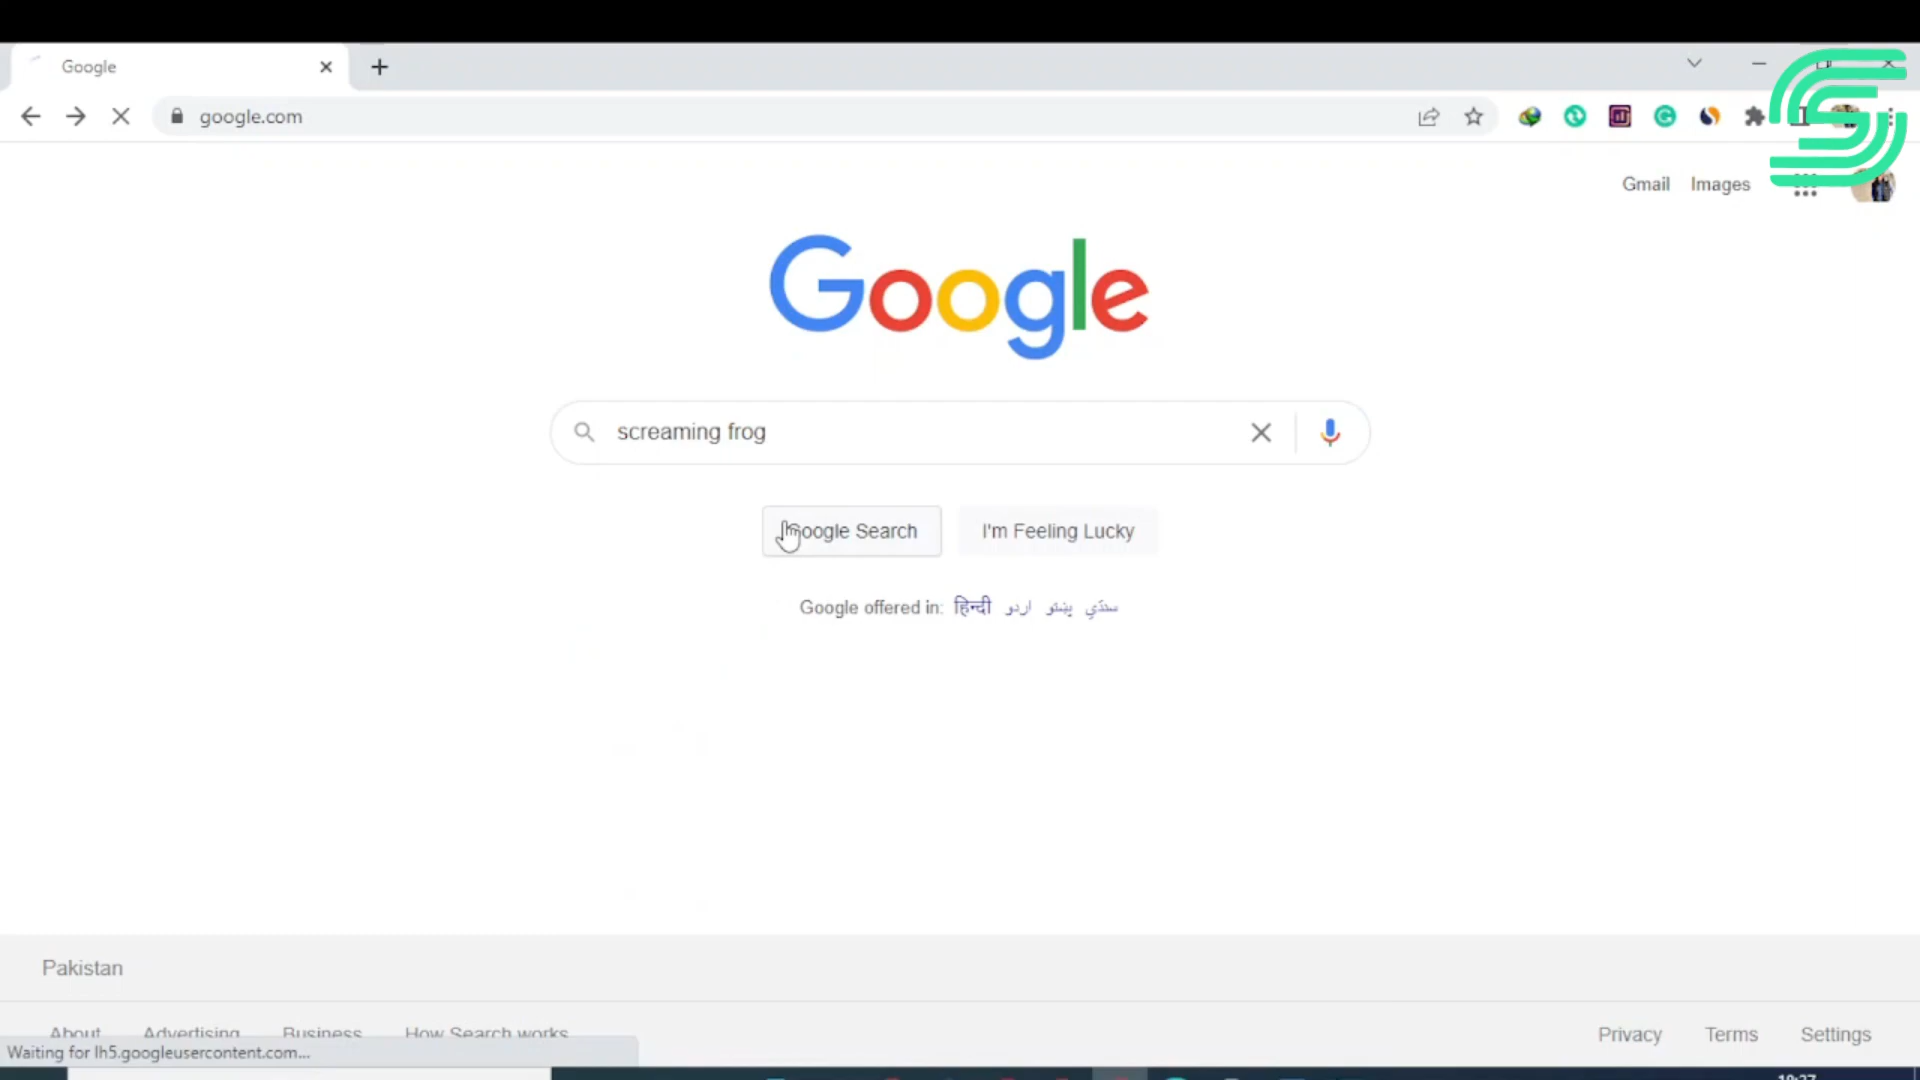 Google
google.com
Gmail Images
Google
screaming frog
Google Search I'm Feeling Lucky
Google offered in: हिन्दी اردو پښتو سنڌي
Pakistan
About Advertising Business How Search works
Privacy Terms Settings
Waiting for lh5.googleusercontent.com...